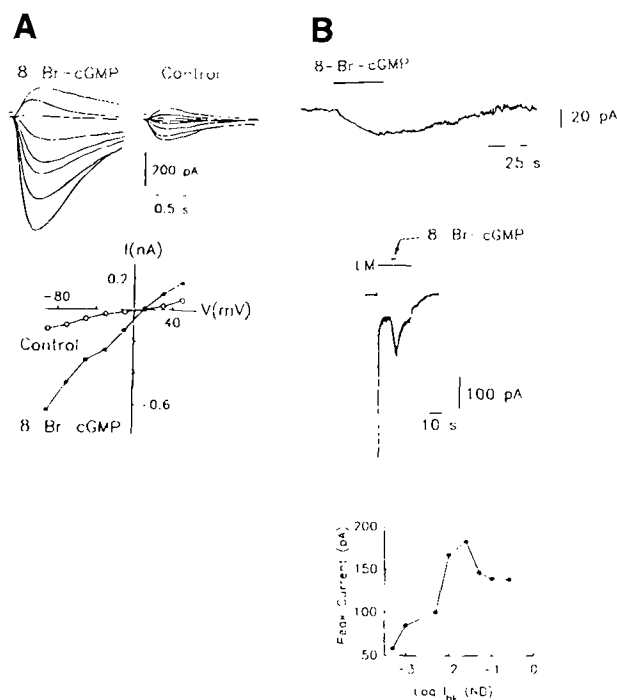 A
8 Br-cGMP
Control
200 pA
0.5 s
I(nA)
0.2
-80
40
V(mV)
Control
-0.6
8 Br cGMP
B
8-Br-cGMP
20 pA
25 s
8 Br-cGMP
100 pA
10 s
200
150
100
50
Peak Current (pA)
-3
2
-1
0